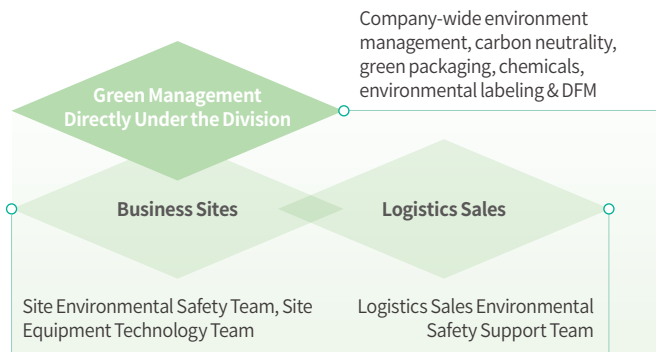 Company-wide environment
management, carbon neutrality,
green packaging, chemicals,
environmental labeling & DFM
Green Management
Directly Under the Division
Business Sites
Logistics Sales
Site Environmental Safety Team, Site
Equipment Technology Team
Logistics Sales Environmental
Safety Support Team